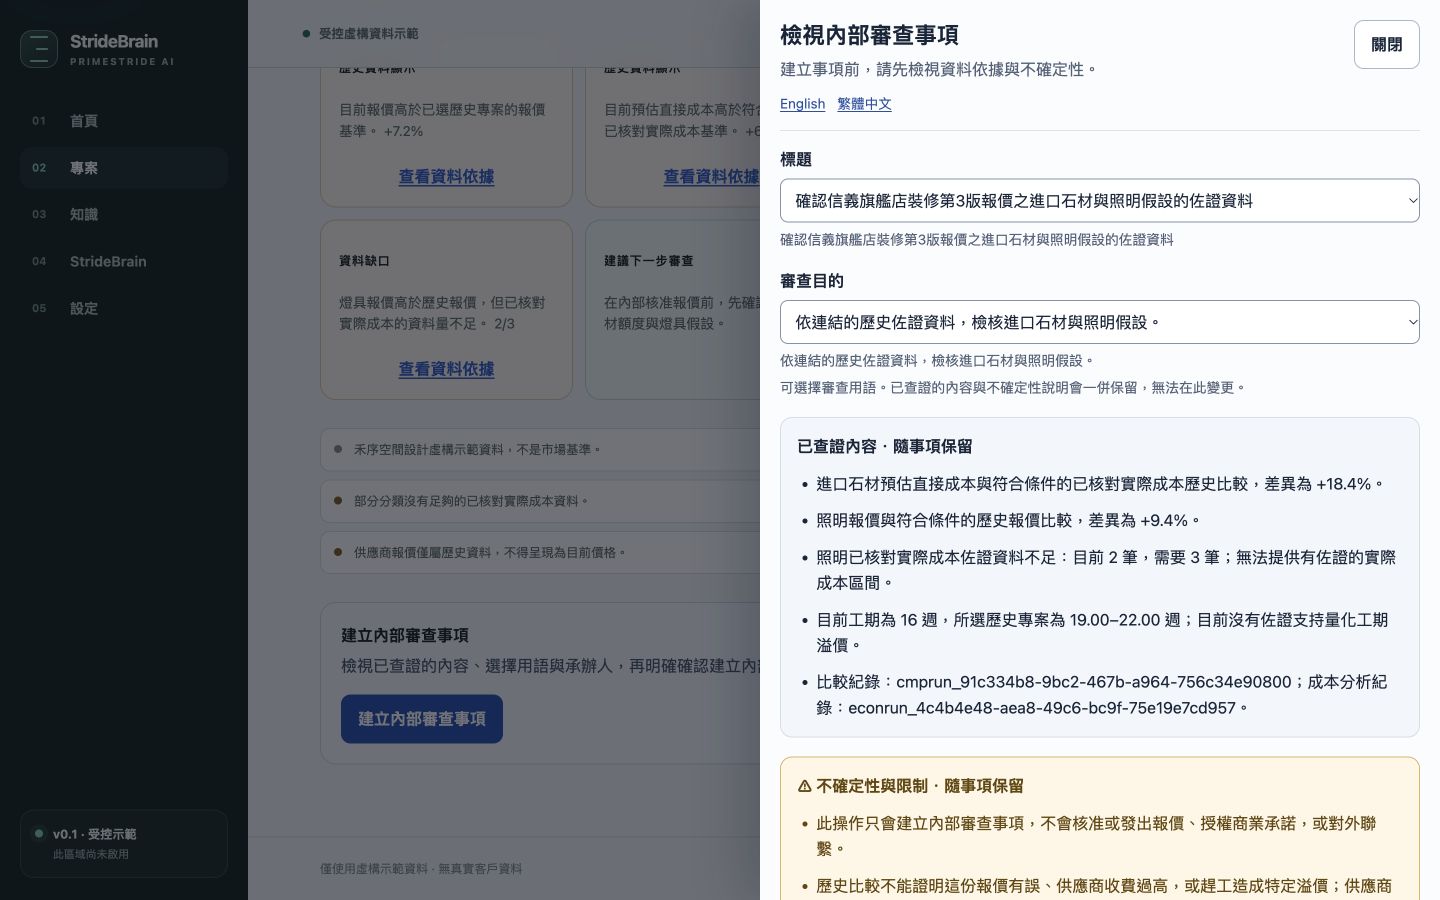 StrideBrain
PRIMESTRIDE AI
01 首頁
02 專案
03 知識
04 StrideBrain
05 設定
v0.1 · 受控示範
此區域尚未啟用
受控虛構資料示範
歷史資料顯示
歷史資料顯示
目前報價高於已選歷史專案的報價
基準。 +7.2%
查看資料依據
目前預估直接成本高於符合
已核對實際成本基準。 +6
查看資料依據
資料缺口
燈具報價高於歷史報價，但已核對
實際成本的資料量不足。 2/3
查看資料依據
建議下一步審查
在內部核准報價前，先確認
材額度與燈具假設。
禾序空間設計虛構示範資料，不是市場基準。
部分分類沒有足夠的已核對實際成本資料。
供應商報價僅屬歷史資料，不得呈現為目前價格。
建立內部審查事項
檢視已查證的內容、選擇用語與承辦人，再明確確認建立內
建立內部審查事項
僅使用虛構示範資料 · 無真實客戶資料
檢視內部審查事項
建立事項前，請先檢視資料依據與不確定性。
關閉
English 繁體中文
標題
確認信義旗艦店裝修第3版報價之進口石材與照明假設的佐證資料
確認信義旗艦店裝修第3版報價之進口石材與照明假設的佐證資料
審查目的
依連結的歷史佐證資料，檢核進口石材與照明假設。
依連結的歷史佐證資料，檢核進口石材與照明假設。
可選擇審查用語。已查證的內容與不確定性說明會一併保留，無法在此變更。
已查證內容 · 隨事項保留
• 進口石材預估直接成本與符合條件的已核對實際成本歷史比較，差異為 +18.4%。
• 照明報價與符合條件的歷史報價比較，差異為 +9.4%。
• 照明已核對實際成本佐證資料不足：目前 2 筆，需要 3 筆；無法提供有佐證的實際
成本區間。
• 目前工期為 16 週，所選歷史專案為 19.00–22.00 週；目前沒有佐證支持量化工期
溢價。
• 比較紀錄：cmprun_91c334b8-9bc2-467b-a964-756c34e90800；成本分析紀
錄：econrun_4c4b4e48-aea8-49c6-bc9f-75e19e7cd957。
⚠ 不確定性與限制 · 隨事項保留
• 此操作只會建立內部審查事項，不會核准或發出報價、授權商業承諾，或對外聯
繫。
• 歷史比較不能證明這份報價有誤、供應商收費過高，或趕工造成特定溢價；供應商